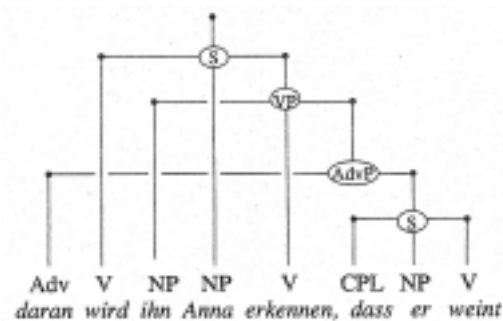 S
VP
AdvP
S
Adv V NP NP V CPL NP V
daran wird ihn Anna erkennen, dass er weint